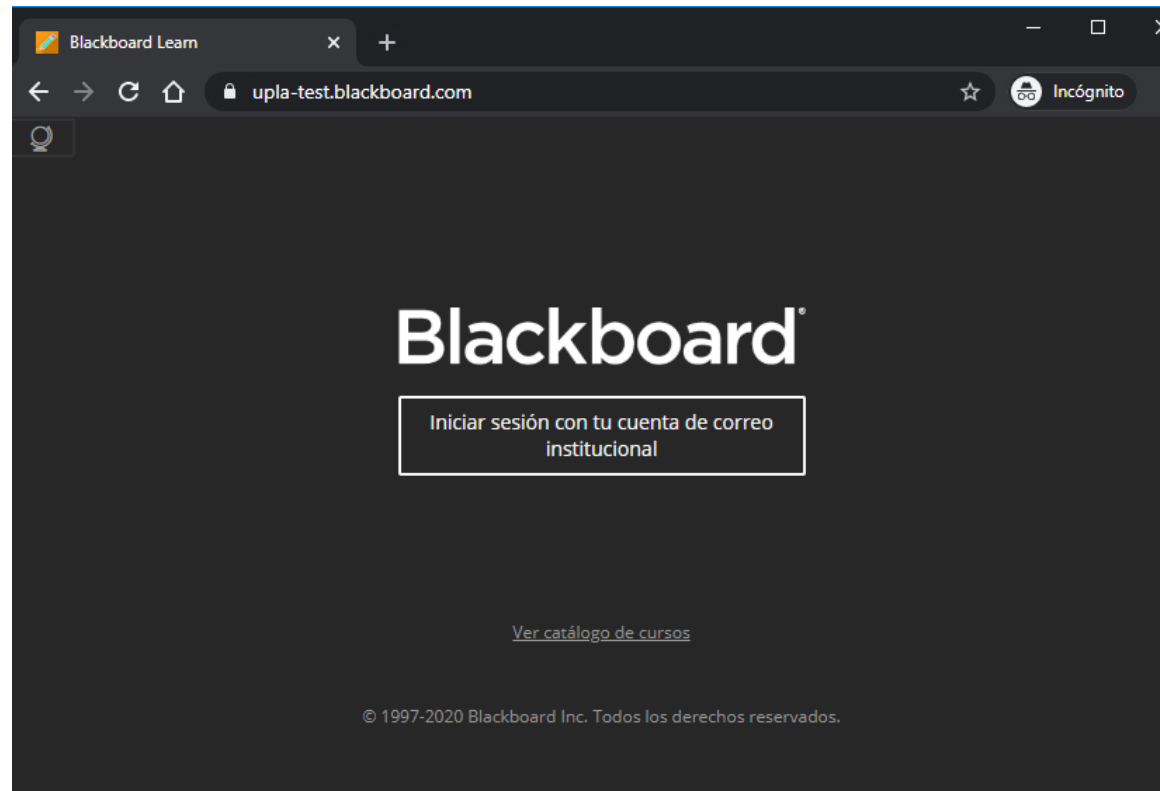 Blackboard Learn
upla-test.blackboard.com
Incógnito
Blackboard®
Iniciar sesión con tu cuenta de correo
institucional
Ver catálogo de cursos
© 1997-2020 Blackboard Inc. Todos los derechos reservados.